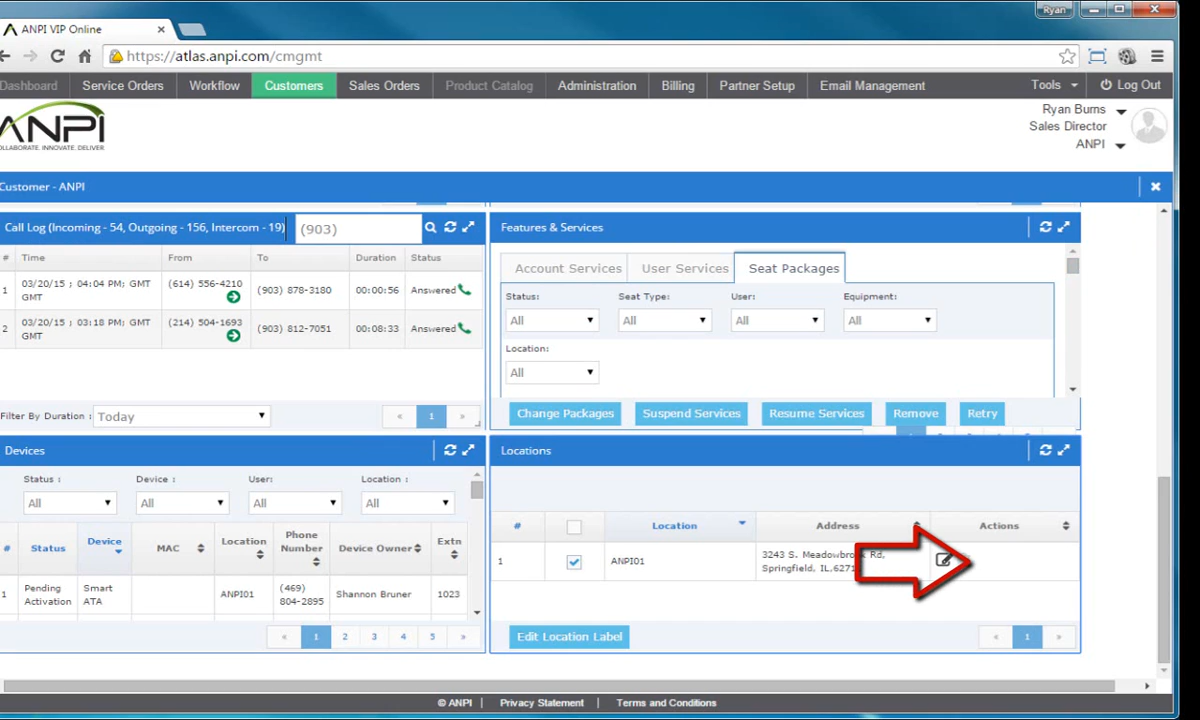 Ryan
ANPI VIP Online
https://atlas.anpi.com/cmgmt
Dashboard Service Orders Workflow Customers Sales Orders Product Catalog Administration Billing Partner Setup Email Management Tools Log Out
ANPI
COLLABORATE. INNOVATE. DELIVER
Ryan Burns
Sales Director
ANPI
Customer - ANPI
Call Log (Incoming - 54, Outgoing - 156, Intercom - 19) (903)
# Time From To Duration Status
1 03/20/15 ; 04:04 PM; GMT GMT (614) 556-4210 (903) 878-3180 00:00:56 Answered
2 03/20/15 ; 03:18 PM; GMT GMT (214) 504-1693 (903) 812-7051 00:08:33 Answered
Filter By Duration : Today « 1 »
Features & Services
Account Services User Services Seat Packages
Status: Seat Type: User: Equipment:
All All All All
Location:
All
Change Packages Suspend Services Resume Services Remove Retry
Devices
Status : Device : User: Location :
All All All All
# Status Device MAC Location Phone Number Device Owner Extn
1 Pending Activation Smart ATA ANPI01 (469) 804-2895 Shannon Bruner 1023
« 1 2 3 4 5 »
Locations
# Location Address Actions
1 ANPI01 3243 S. Meadowbrook Rd,
Springfield, IL,6271
Edit Location Label « 1 »
© ANPI | Privacy Statement | Terms and Conditions